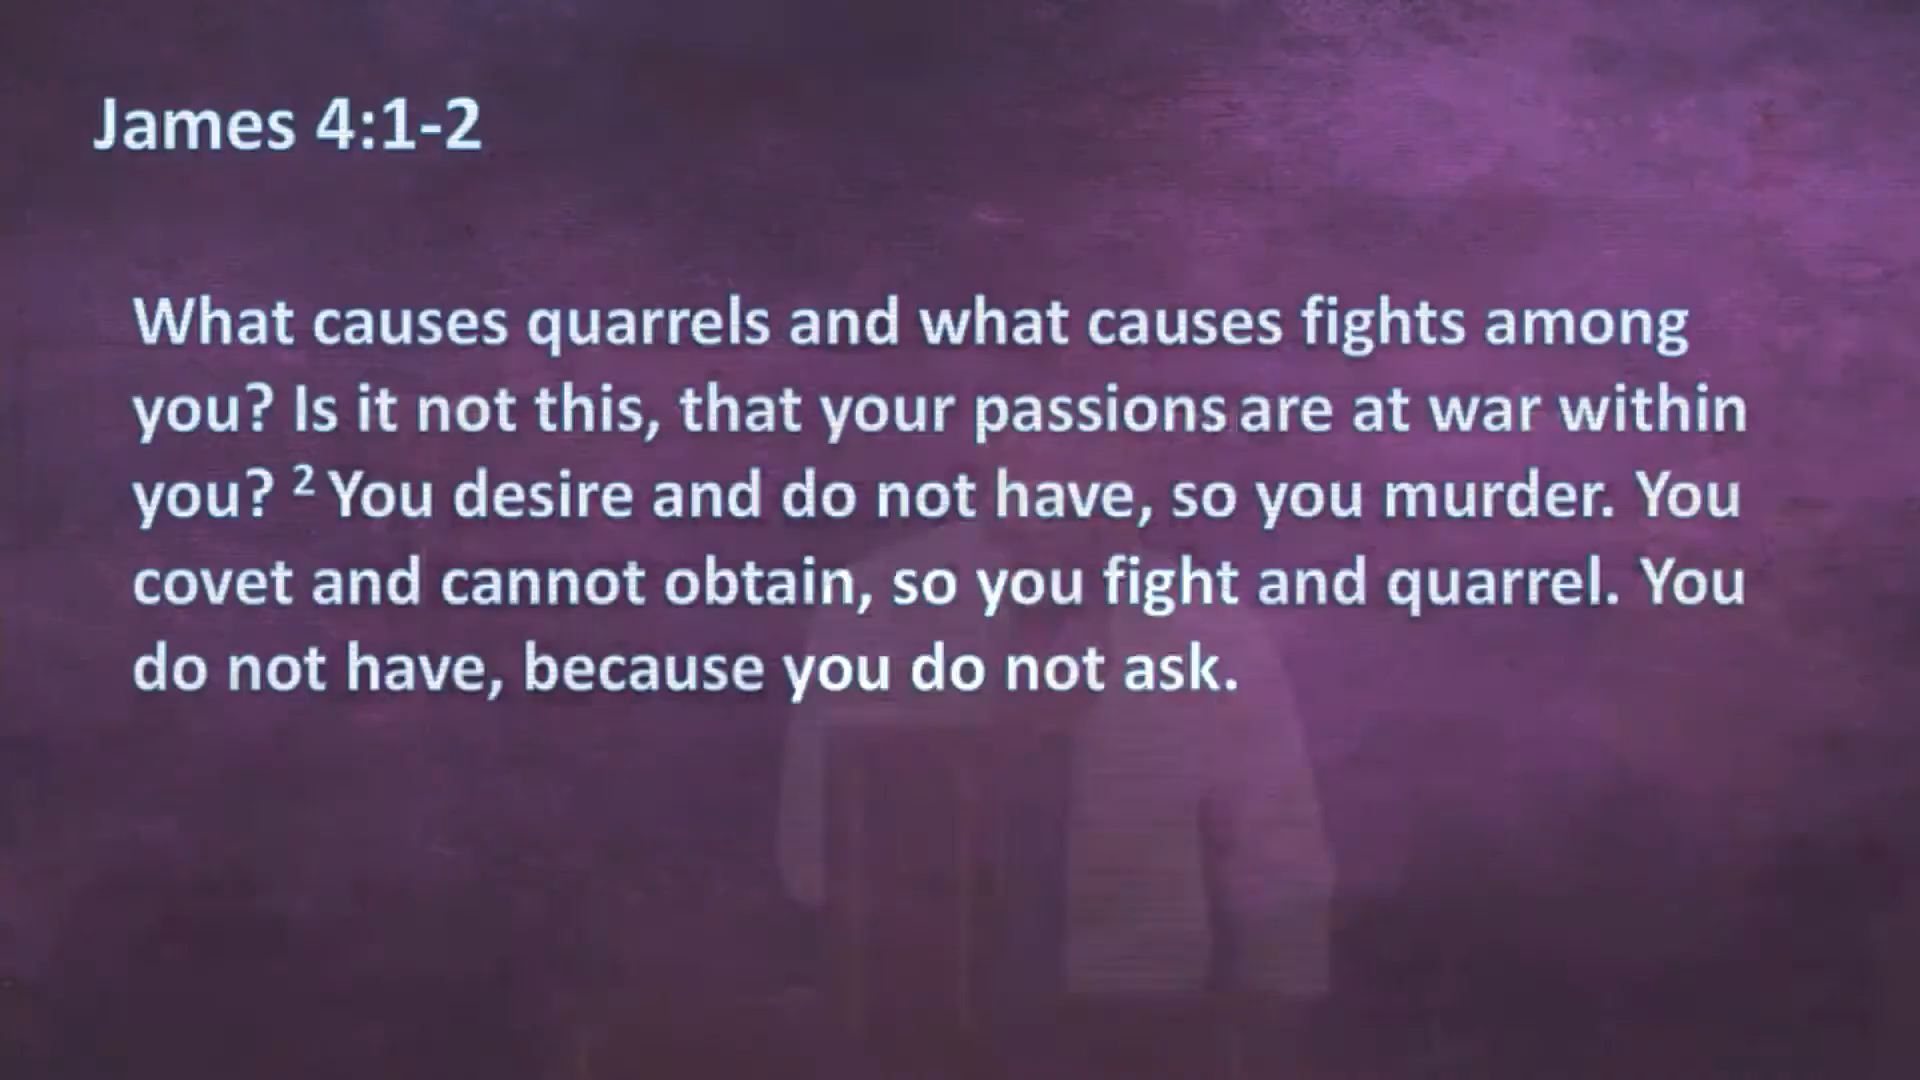 James 4:1-2
What causes quarrels and what causes fights among
you? Is it not this, that your passions are at war within
you? ² You desire and do not have, so you murder. You
covet and cannot obtain, so you fight and quarrel. You
do not have, because you do not ask.